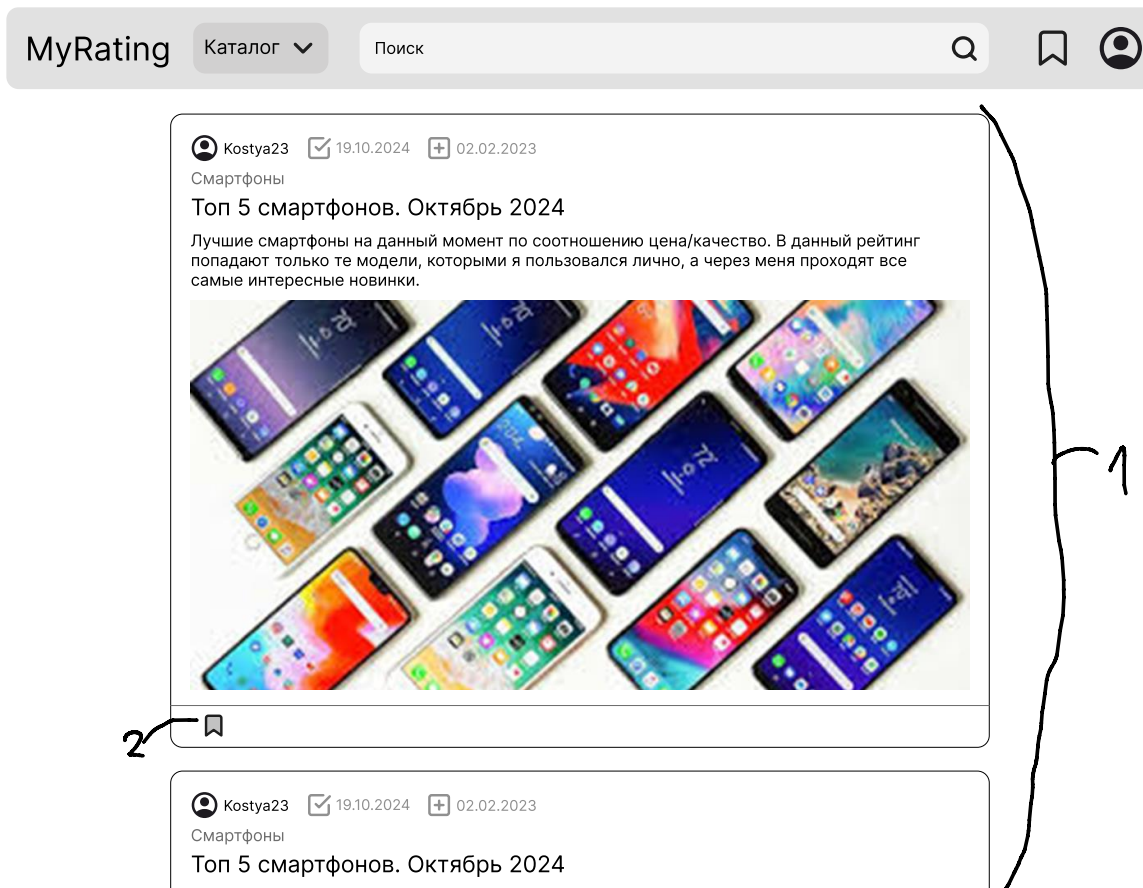 MyRating Каталог Поиск
Kostya23 19.10.2024 02.02.2023
Смартфоны
Топ 5 смартфонов. Октябрь 2024
Лучшие смартфоны на данный момент по соотношению цена/качество. В данный рейтинг
попадают только те модели, которыми я пользовался лично, а через меня проходят все
самые интересные новинки.
1
2
Kostya23 19.10.2024 02.02.2023
Смартфоны
Топ 5 смартфонов. Октябрь 2024